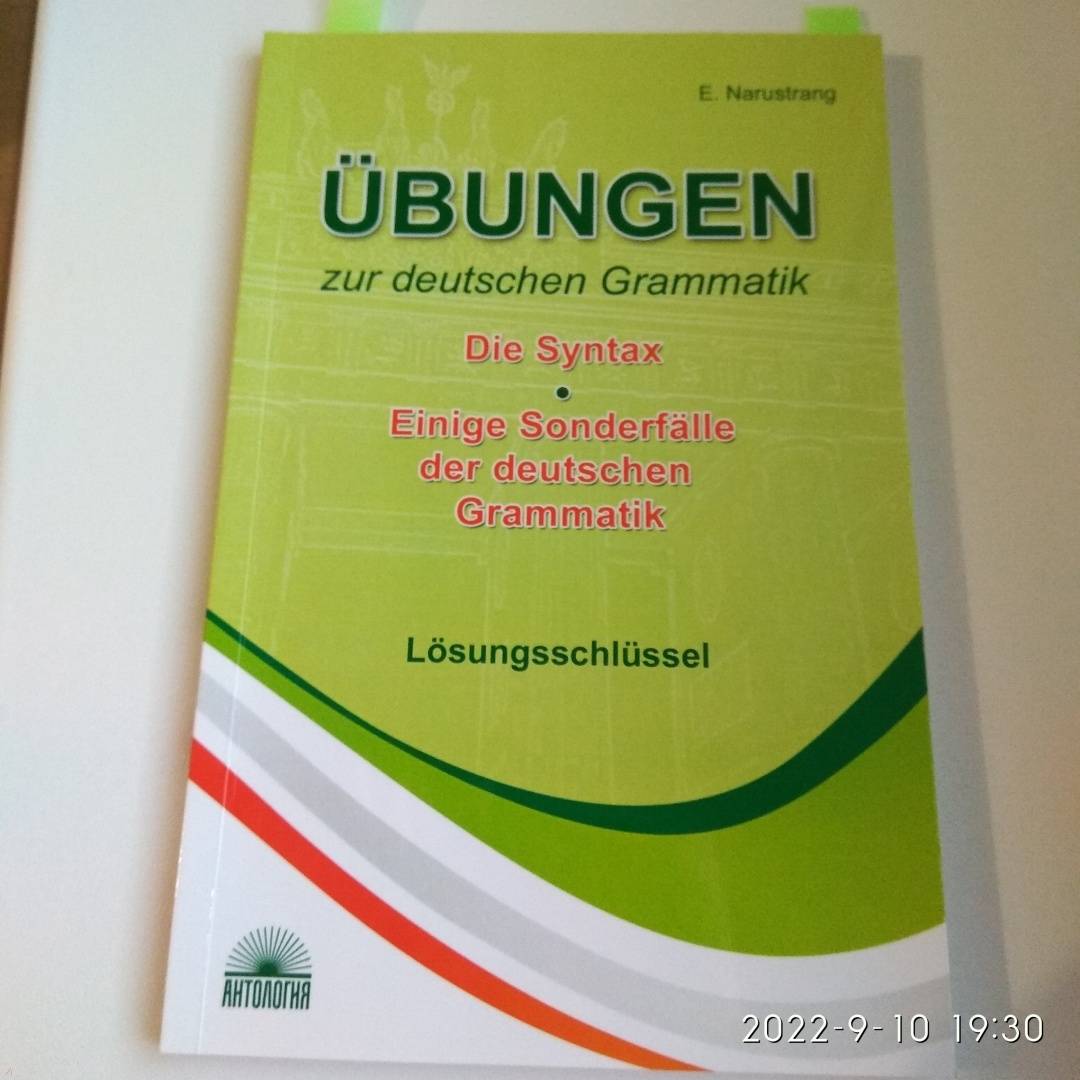 E. Narustrang
ÜBUNGEN
zur deutschen Grammatik
Die Syntax
•
Einige Sonderfälle
der deutschen
Grammatik
Lösungsschlüssel
АНТОЛОГИЯ
2022-9-10 19:30